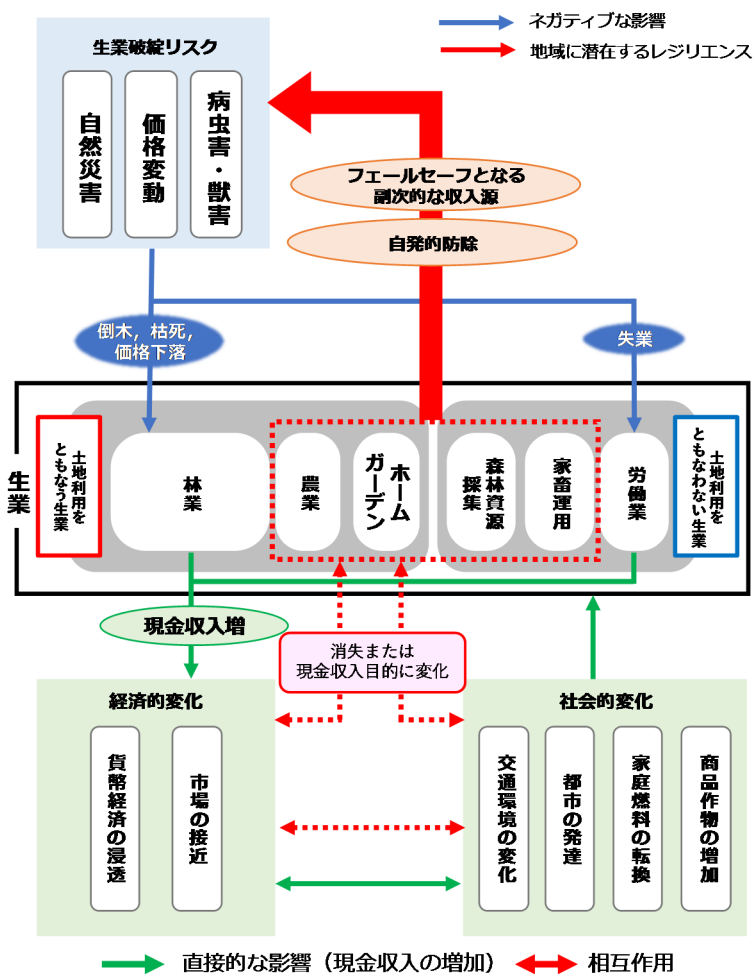 ネガティブな影響
地域に潜在するレジリエンス
生業破綻リスク
自然災害
価格変動
病虫害・獣害
フェールセーフとなる
副次的な収入源
自発的防除
倒木，枯死，
価格下落
失業
生業
土地利用を
ともなう生業
林業
農業
ホーム
ガーデン
森林資源
採集
家畜運用
労働業
土地利用を
ともなわない生業
現金収入増
消失または
現金収入目的に変化
経済的変化
貨幣経済の浸透
市場の接近
社会的変化
交通環境の変化
都市の発達
家庭燃料の転換
商品作物の増加
直接的な影響（現金収入の増加）
相互作用